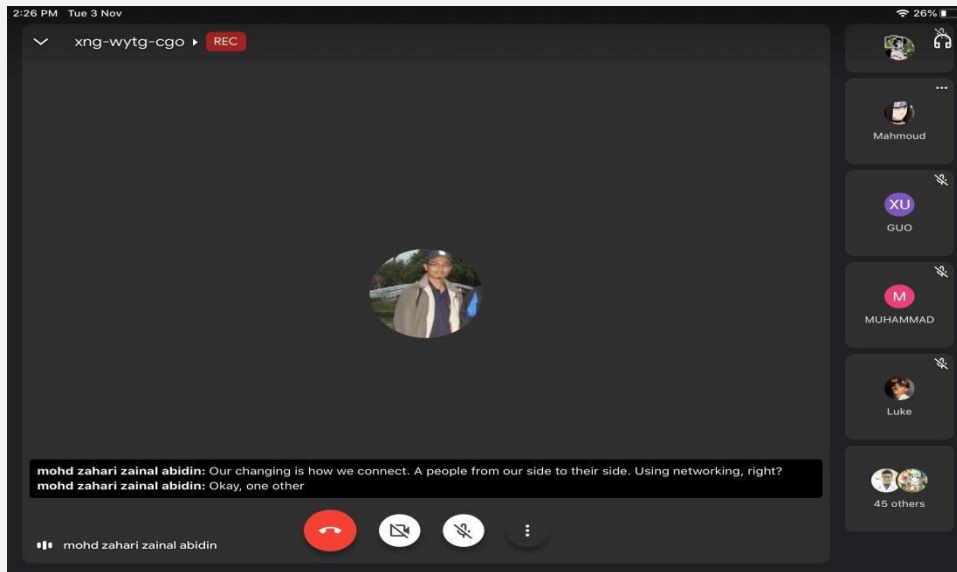 2:26 PM Tue 3 Nov
26%
xng-wytg-cgo REC
Mahmoud
XU
GUO
M
MUHAMMAD
Luke
45 others
mohd zahari zainal abidin: Our changing is how we connect. A people from our side to their side. Using networking, right?
mohd zahari zainal abidin: Okay, one other
mohd zahari zainal abidin